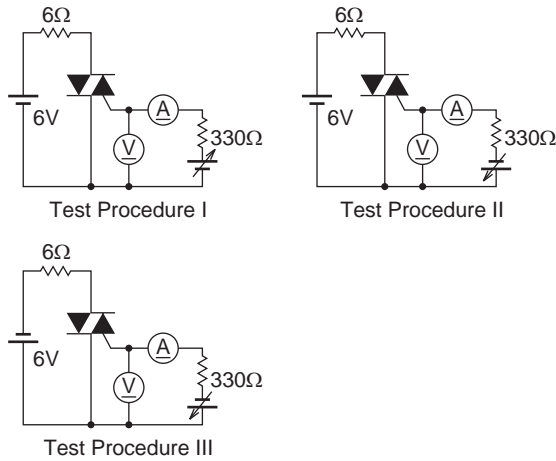 6Ω
6V
A
V
330Ω
Test Procedure I
6Ω
6V
A
V
330Ω
Test Procedure II
6Ω
6V
A
V
330Ω
Test Procedure III